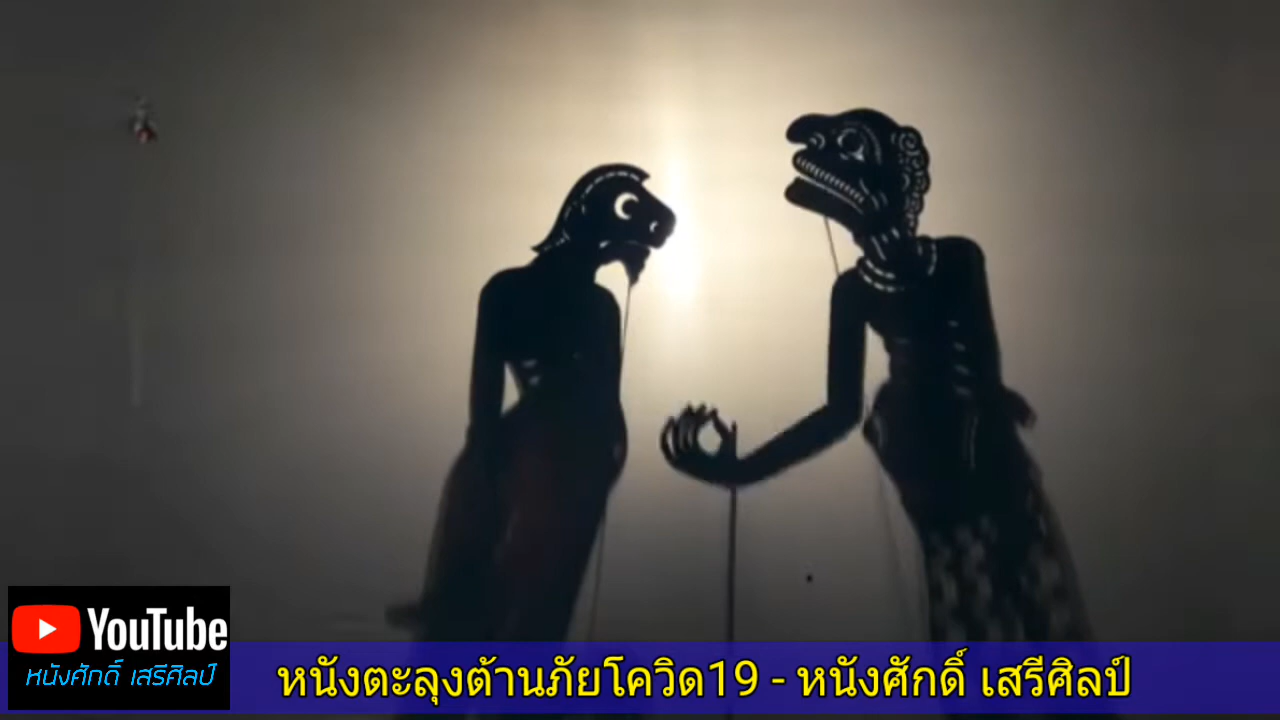 YouTube
หนังศักดิ์ เสรีศิลป์
หนังตะลุงต้านภัยโควิด19 - หนังศักดิ์ เสรีศิลป์